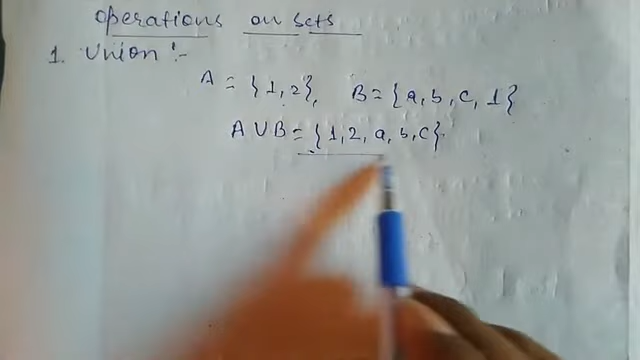 operations on sets
1. Union :-
A = {1,2}, B = {a, b, c, 1}
A ∪ B = {1, 2, a, b, c}.